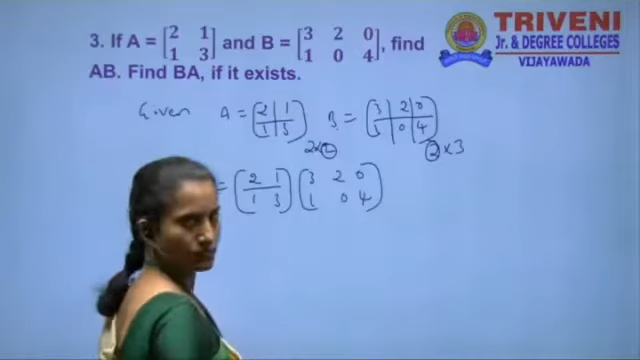 3. If A = [2 1 1 3] and B = [3 2 0 1 0 4], find
AB. Find BA, if it exists.
TRIVENI
Jr. & DEGREE COLLEGES
VIJAYAWADA
Given A = (2 1 1 3) 2×2 B = (3 2 0 1 0 4) 2×3
= (2 1 1 3) (3 2 0 1 0 4)